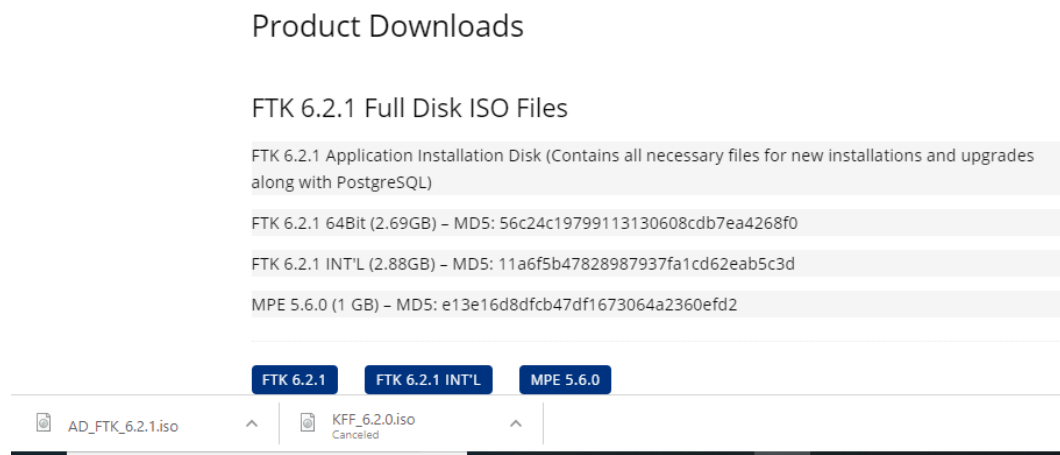 Product Downloads
FTK 6.2.1 Full Disk ISO Files
FTK 6.2.1 Application Installation Disk (Contains all necessary files for new installations and upgrades
along with PostgreSQL)
FTK 6.2.1 64Bit (2.69GB) – MD5: 56c24c19799113130608cdb7ea4268f0
FTK 6.2.1 INT'L (2.88GB) – MD5: 11a6f5b47828987937fa1cd62eab5c3d
MPE 5.6.0 (1 GB) – MD5: e13e16d8dfcb47df1673064a2360efd2
FTK 6.2.1 FTK 6.2.1 INT'L MPE 5.6.0
AD_FTK_6.2.1.iso KFF_6.2.0.iso
Canceled